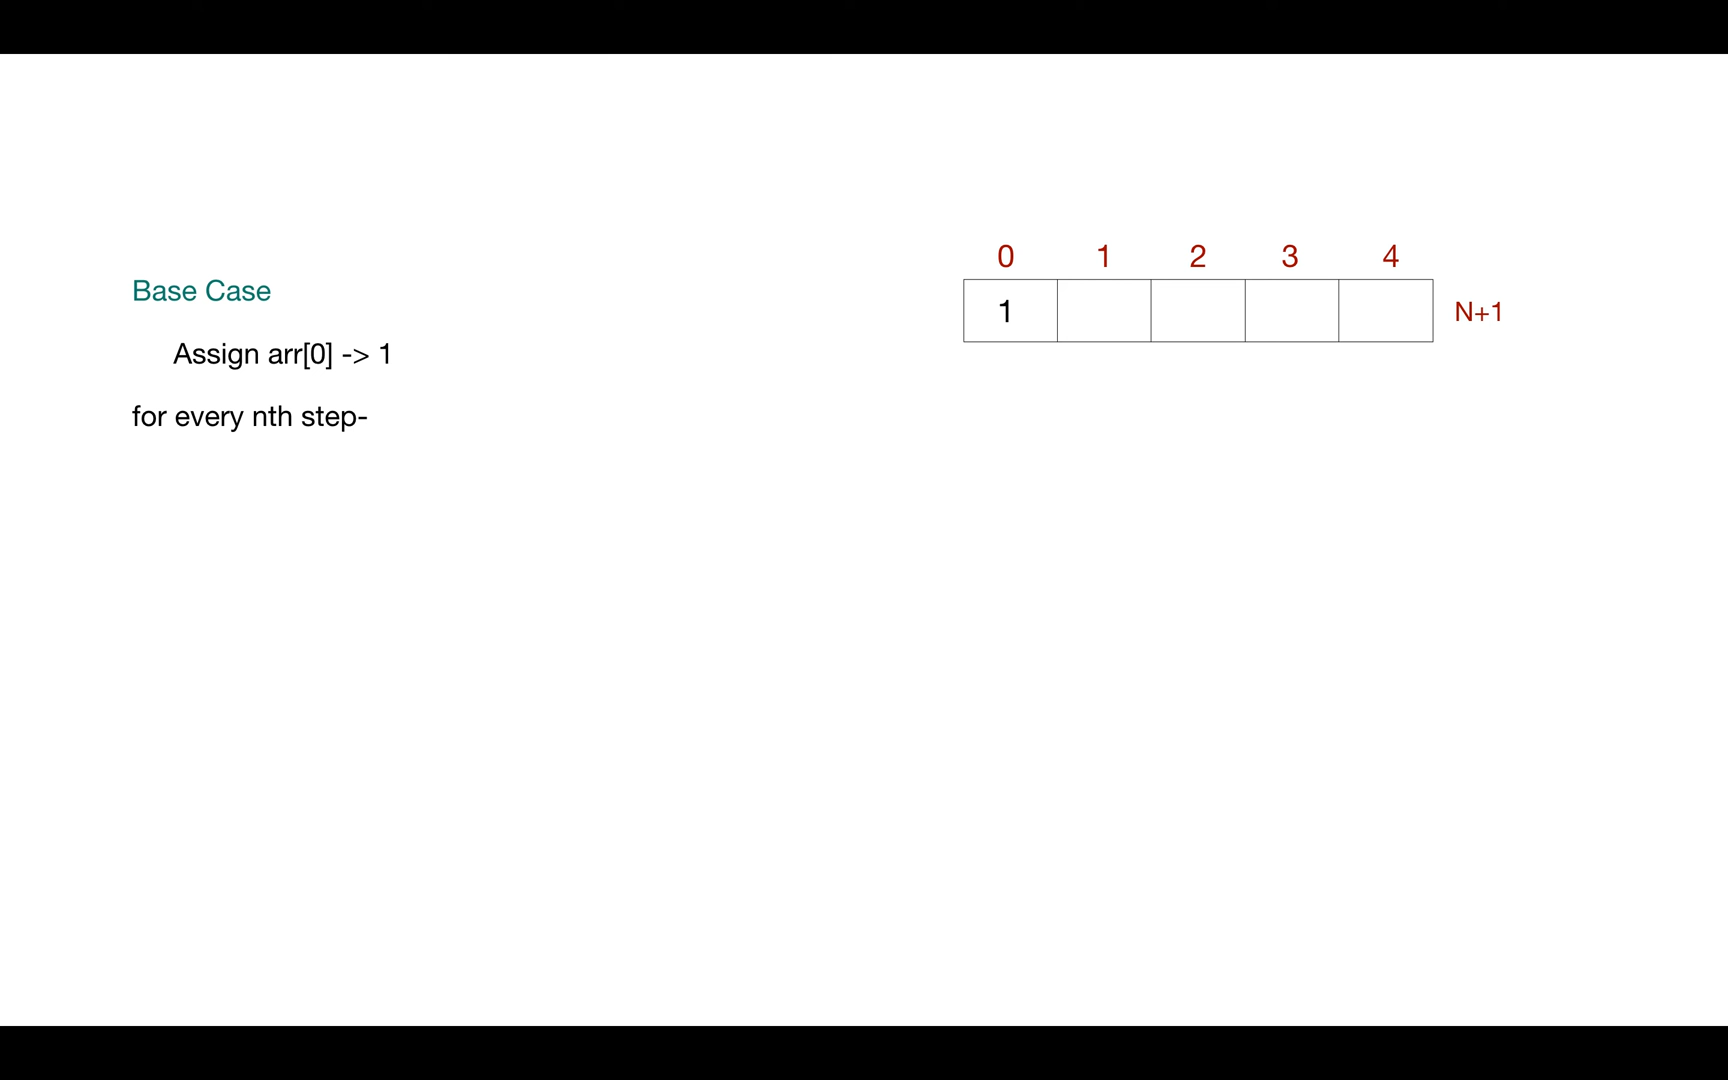 Base Case
Assign arr[0] -> 1
for every nth step-
0 1 2 3 4
1
N+1